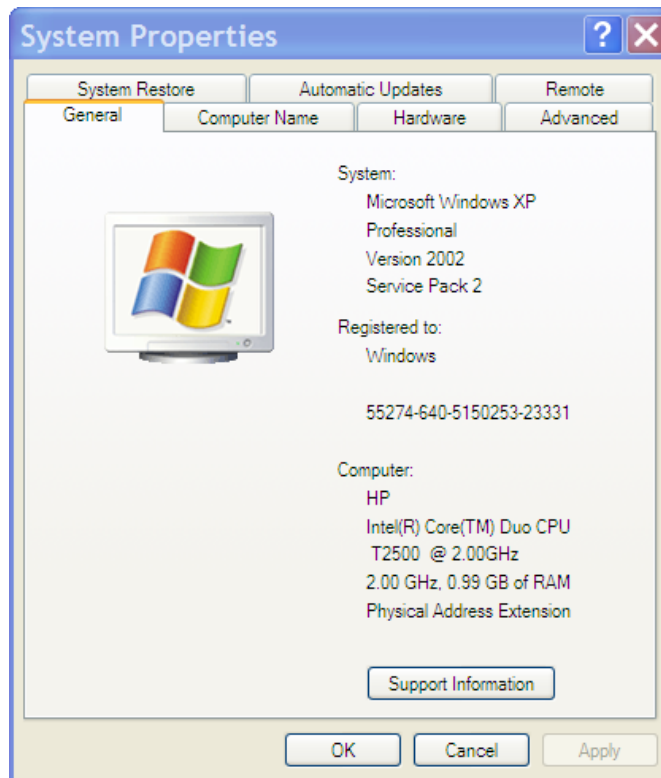 System Properties
System Restore
Automatic Updates
Remote
General
Computer Name
Hardware
Advanced
System:
Microsoft Windows XP
Professional
Version 2002
Service Pack 2
Registered to:
Windows
55274-640-5150253-23331
Computer:
HP
Intel(R) Core(TM) Duo CPU
T2500 @ 2.00GHz
2.00 GHz, 0.99 GB of RAM
Physical Address Extension
Support Information
OK
Cancel
Apply